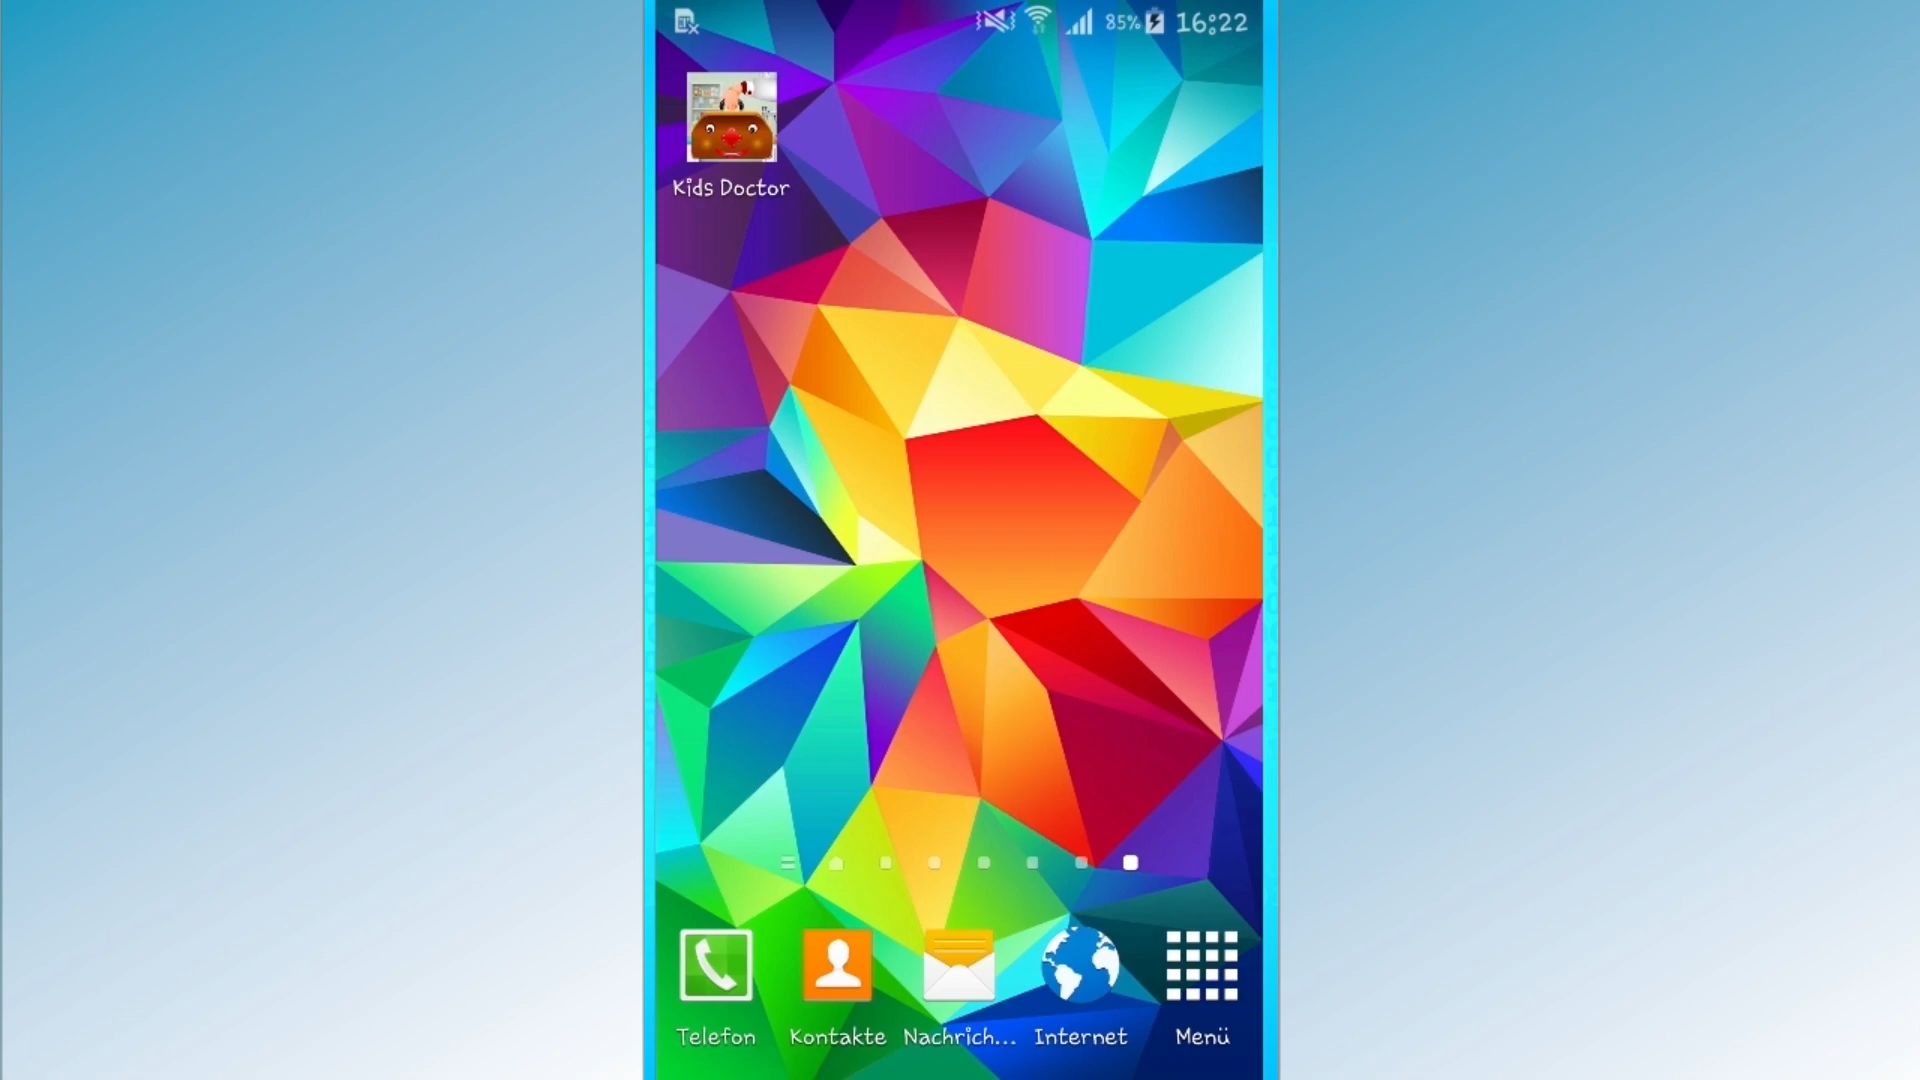 85% 16:22
Kids Doctor
Telefon Kontakte Nachrich... Internet Menü